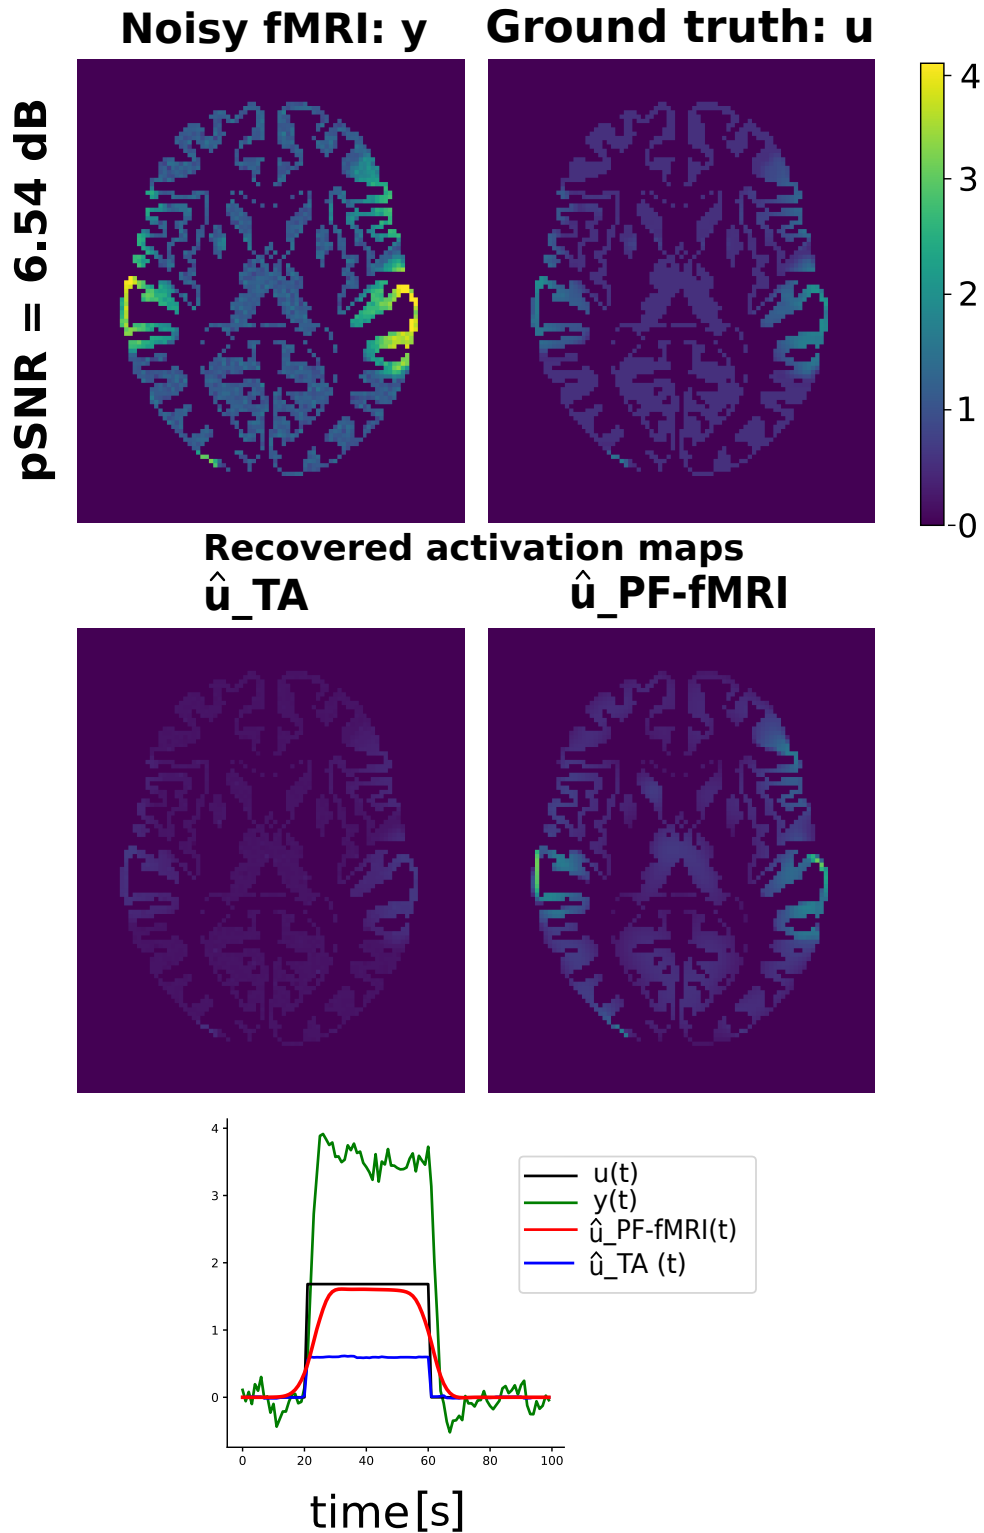 Noisy fMRI: y
Ground truth: u
pSNR = 6.54 dB
4
3
2
1
0
Recovered activation maps
û_TA
û_PF-fMRI
4
3
2
1
0
0
20
40
60
80
100
time[s]
u(t)
y(t)
û_PF-fMRI(t)
û_TA (t)